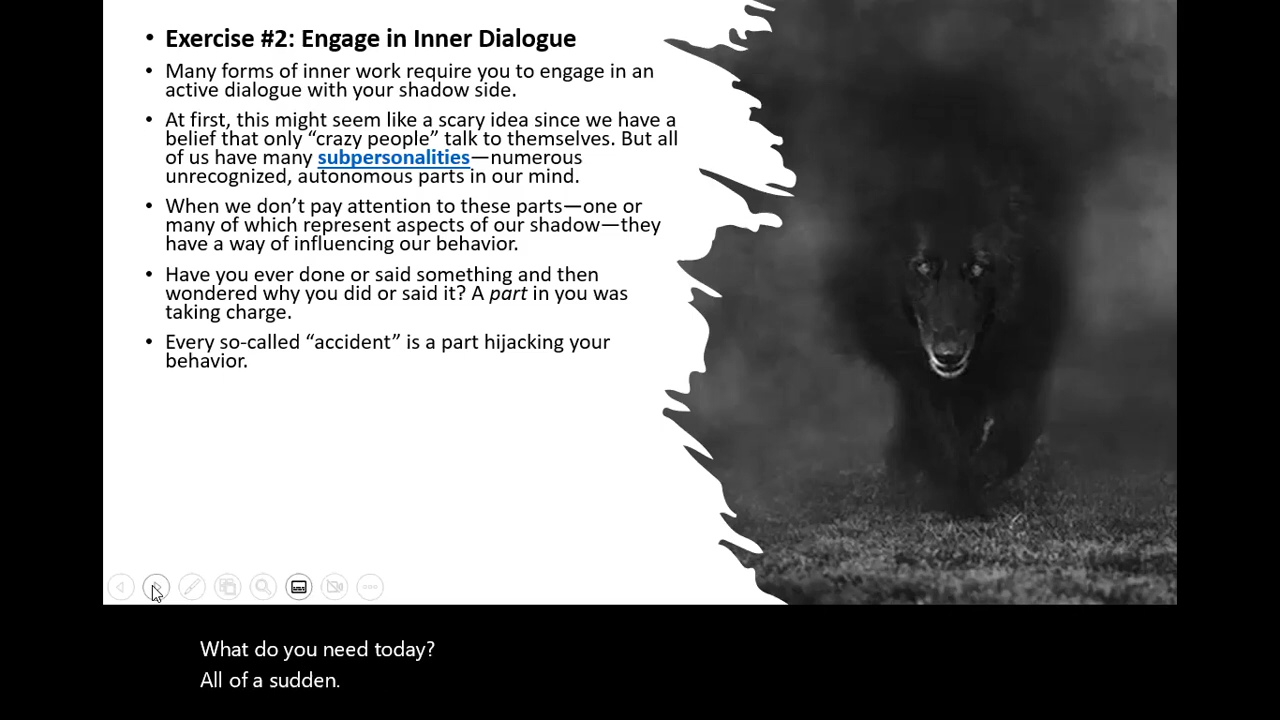 • Exercise #2: Engage in Inner Dialogue
• Many forms of inner work require you to engage in an
active dialogue with your shadow side.
• At first, this might seem like a scary idea since we have a
belief that only “crazy people” talk to themselves. But all
of us have many subpersonalities—numerous
unrecognized, autonomous parts in our mind.
• When we don’t pay attention to these parts—one or
many of which represent aspects of our shadow—they
have a way of influencing our behavior.
• Have you ever done or said something and then
wondered why you did or said it? A part in you was
taking charge.
• Every so-called “accident” is a part hijacking your
behavior.
What do you need today?
All of a sudden.